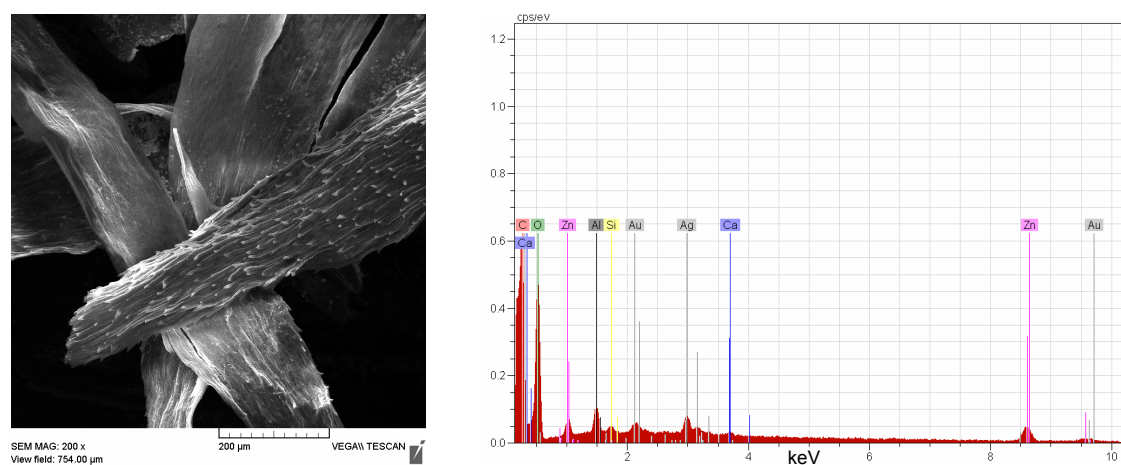 SEM MAG: 200 x
View field: 754.00 µm
200 µm
VEGA\\ TESCAN
cps/eV
1.2
1.0
0.8
0.6
0.4
0.2
0.0
C O Zn Al Si Au Ag Ca Zn Au
Ca
2 4 6 8 10
keV